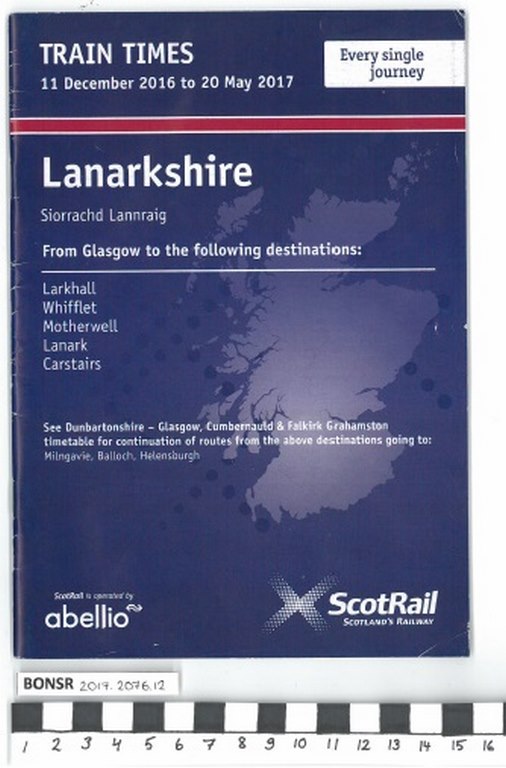 TRAIN TIMES
11 December 2016 to 20 May 2017
Every single
journey
Lanarkshire
Siorrachd Lannraig
From Glasgow to the following destinations:
Larkhall
Whifflet
Motherwell
Lanark
Carstairs
See Dunbartonshire – Glasgow, Cumbernauld & Falkirk Grahamston
timetable for continuation of routes from the above destinations going to:
Milngavie, Balloch, Helensburgh
ScotRail is operated by
abellio
ScotRail
SCOTLAND'S RAILWAY
BONSR 2017.2076.12
1 2 3 4 5 6 7 8 9 10 11 12 13 14 15 16